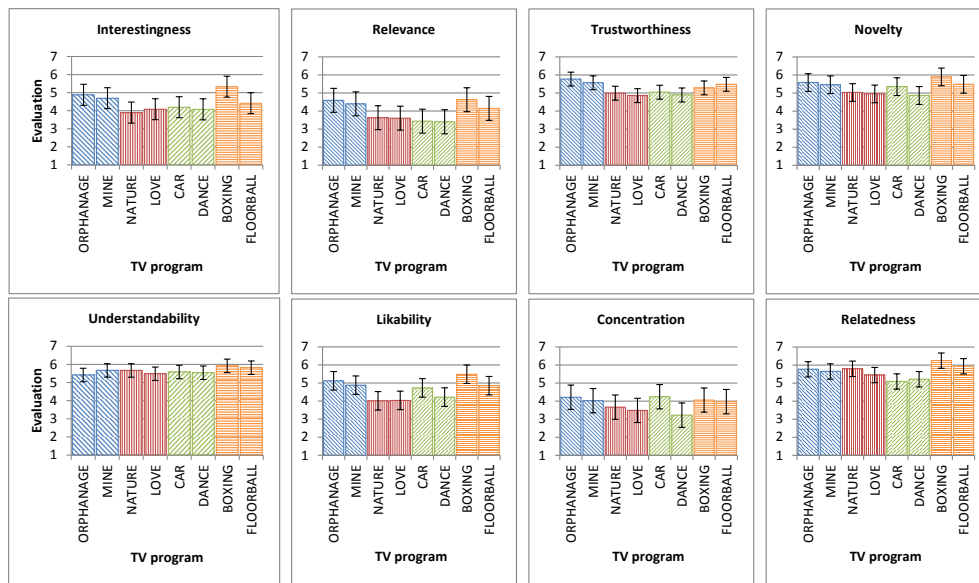 Interestingness
7
6
5
4
3
2
1
Evaluation
ORPHANAGE
MINE
NATURE
LOVE
CAR
DANCE
BOXING
FLOORBALL
TV program
Relevance
7
6
5
4
3
2
1
ORPHANAGE
MINE
NATURE
LOVE
CAR
DANCE
BOXING
FLOORBALL
TV program
Trustworthiness
7
6
5
4
3
2
1
ORPHANAGE
MINE
NATURE
LOVE
CAR
DANCE
BOXING
FLOORBALL
TV program
Novelty
7
6
5
4
3
2
1
ORPHANAGE
MINE
NATURE
LOVE
CAR
DANCE
BOXING
FLOORBALL
TV program
Understandability
7
6
5
4
3
2
1
Evaluation
ORPHANAGE
MINE
NATURE
LOVE
CAR
DANCE
BOXING
FLOORBALL
TV program
Likability
7
6
5
4
3
2
1
ORPHANAGE
MINE
NATURE
LOVE
CAR
DANCE
BOXING
FLOORBALL
TV program
Concentration
7
6
5
4
3
2
1
ORPHANAGE
MINE
NATURE
LOVE
CAR
DANCE
BOXING
FLOORBALL
TV program
Relatedness
7
6
5
4
3
2
1
ORPHANAGE
MINE
NATURE
LOVE
CAR
DANCE
BOXING
FLOORBALL
TV program